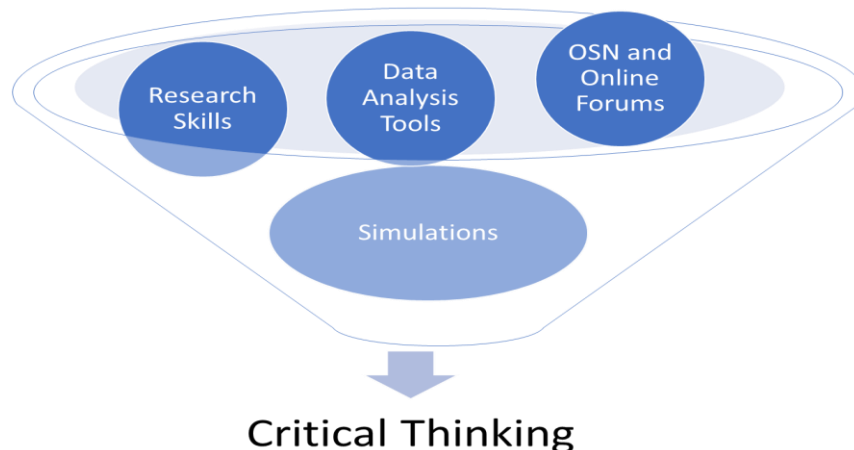 Research
Skills
Data
Analysis
Tools
OSN and
Online
Forums
Simulations
Critical Thinking